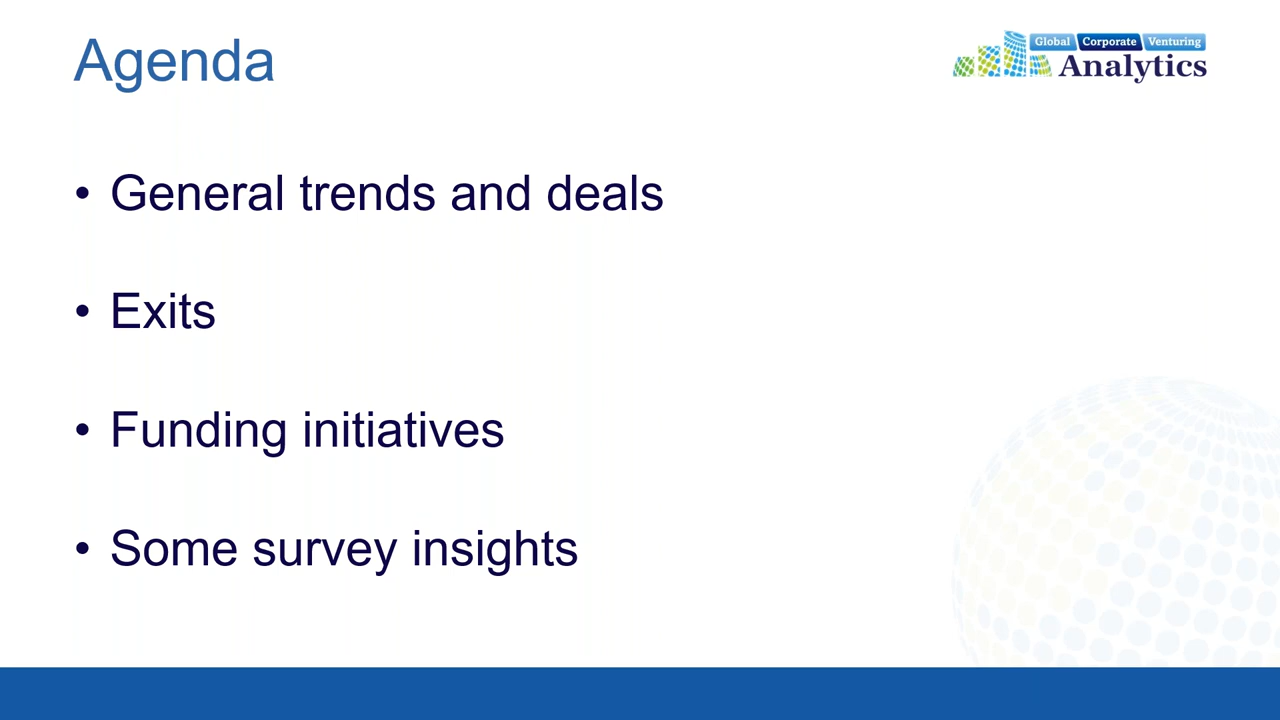 Agenda
Global Corporate Venturing
Analytics
• General trends and deals
• Exits
• Funding initiatives
• Some survey insights